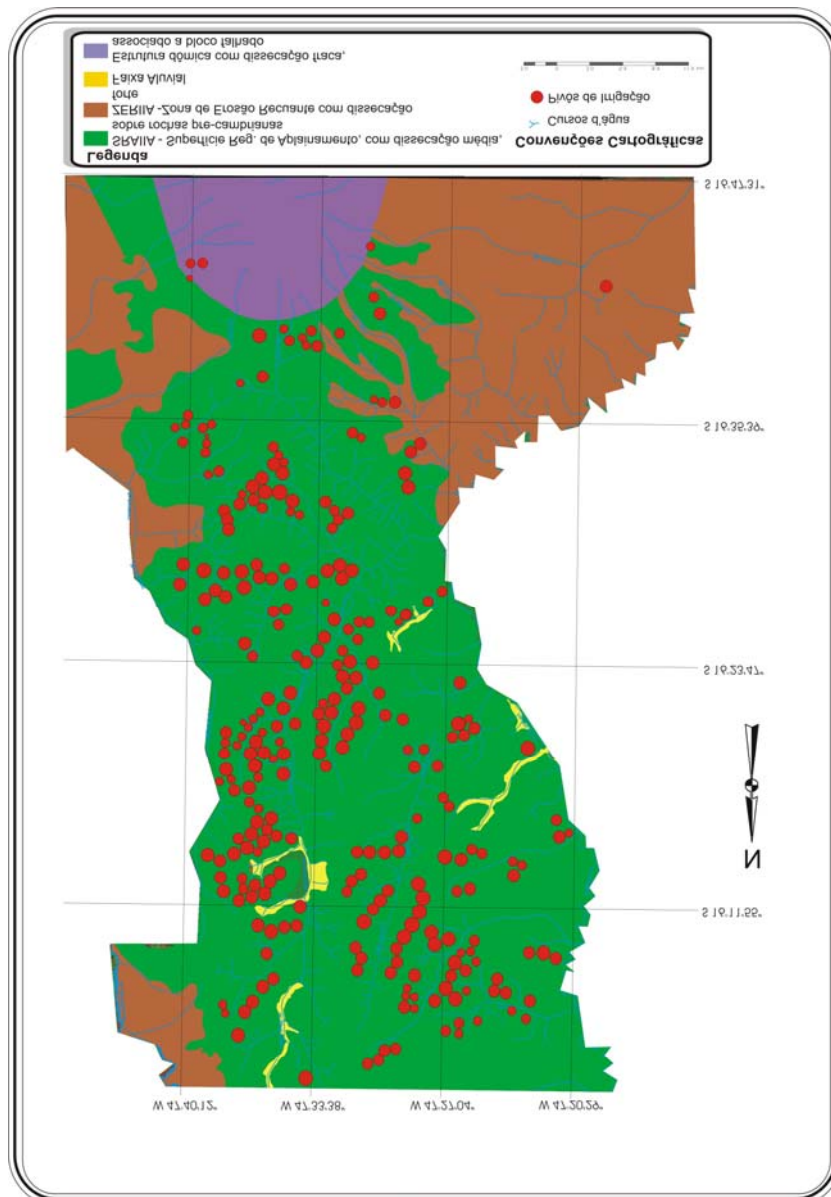 W 47:40'12"
W 47:33'38"
W 47:27'04"
W 47:20'29"
S 16:11'55"
N
S 16:23'47"
S 16:35'39"
S 16:47'31"
Legenda
SRAIIA - Superfície Reg. de Aplainamento, com dissecação média,
sobre rochas pre-cambrianas
ZERIIA -Zona de Erosão Recuante com dissecação
forte
Faixa Aluvial
Estrutura dômica com dissecação fraca,
associado a bloco falhado
Convenções Cartográficas
Cursos d'água
Pivôs de Irrigação